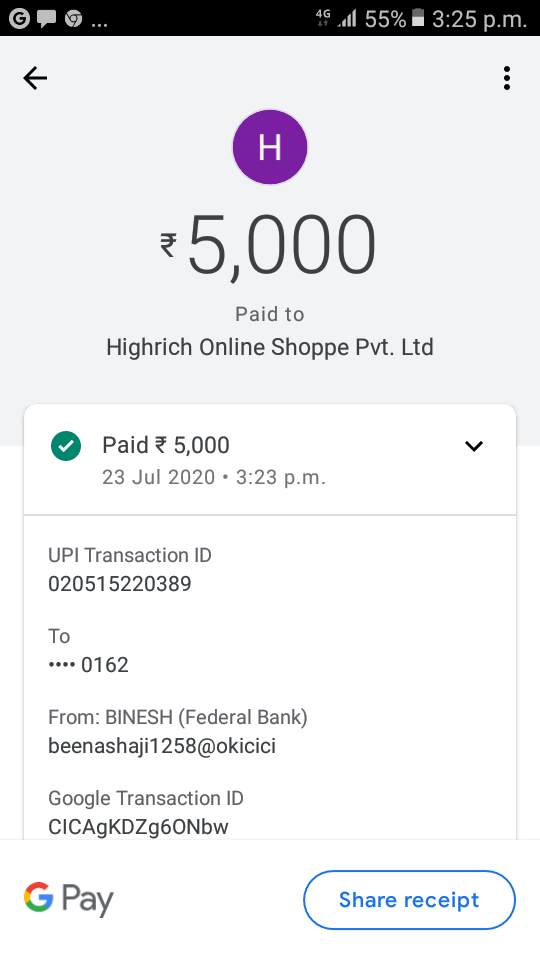 G ... 4G 55% 3:25 p.m.
H
₹5,000
Paid to
Highrich Online Shoppe Pvt. Ltd
Paid ₹ 5,000
23 Jul 2020 • 3:23 p.m.
UPI Transaction ID
020515220389
To
•••• 0162
From: BINESH (Federal Bank)
beenashaji1258@okicici
Google Transaction ID
CICAgKDZg6ONbw
G Pay
Share receipt